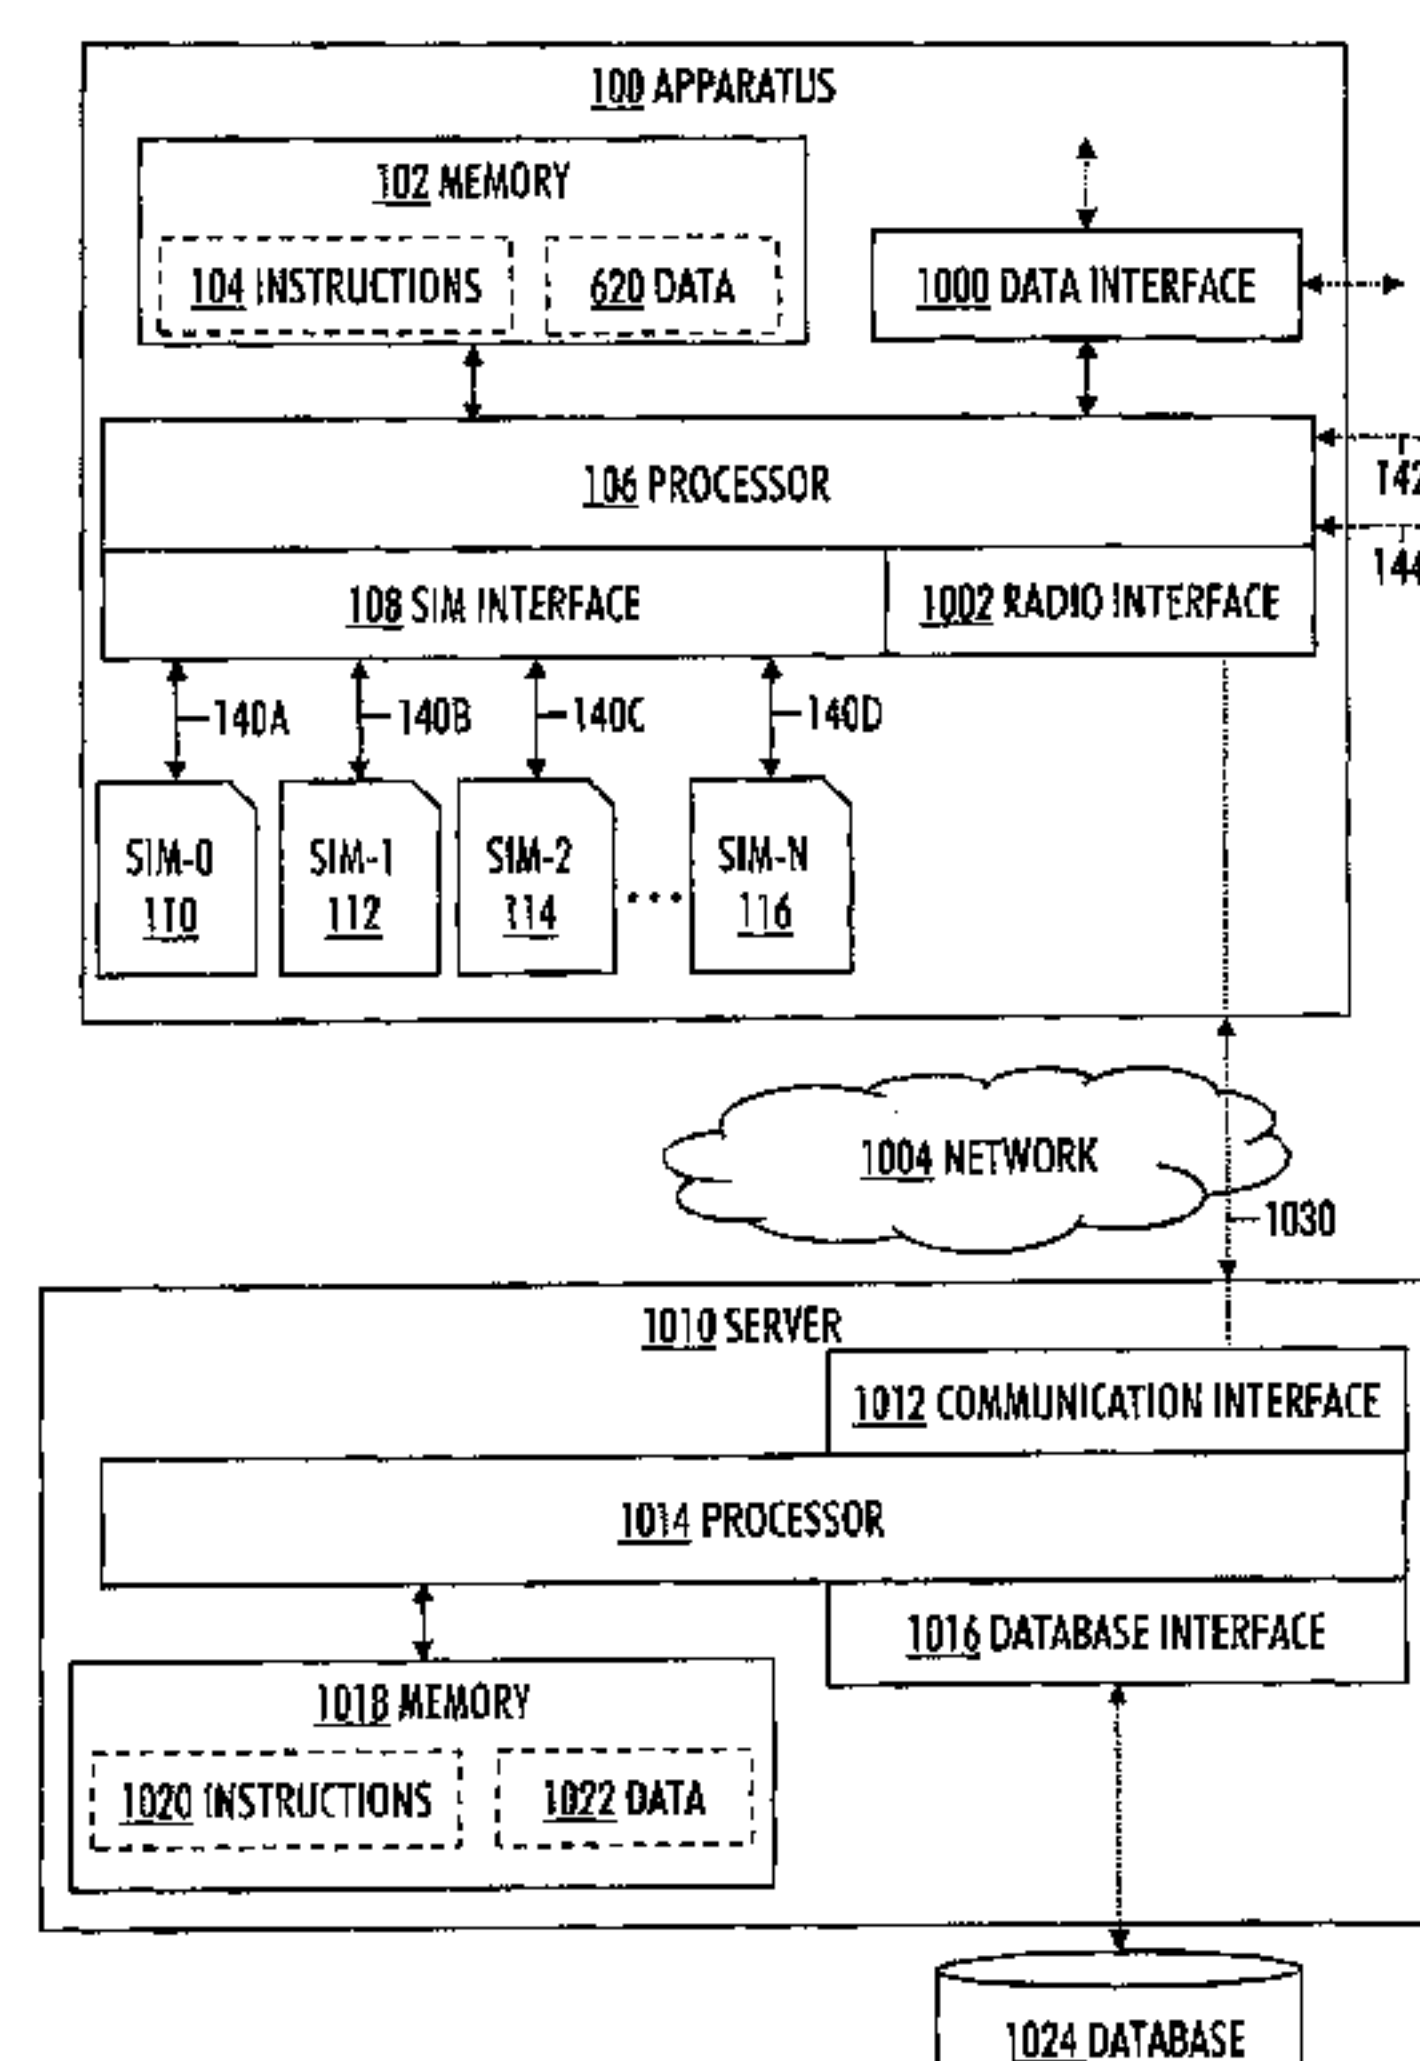 100 APPARATUS
102 MEMORY
104 INSTRUCTIONS
620 DATA
1000 DATA INTERFACE
106 PROCESSOR
142
144
108 SIM INTERFACE
1002 RADIO INTERFACE
140A
140B
140C
140D
SIM-0
110
SIM-1
112
SIM-2
114
...
SIM-N
116
1004 NETWORK
1030
1010 SERVER
1012 COMMUNICATION INTERFACE
1014 PROCESSOR
1016 DATABASE INTERFACE
1018 MEMORY
1020 INSTRUCTIONS
1022 DATA
1024 DATABASE